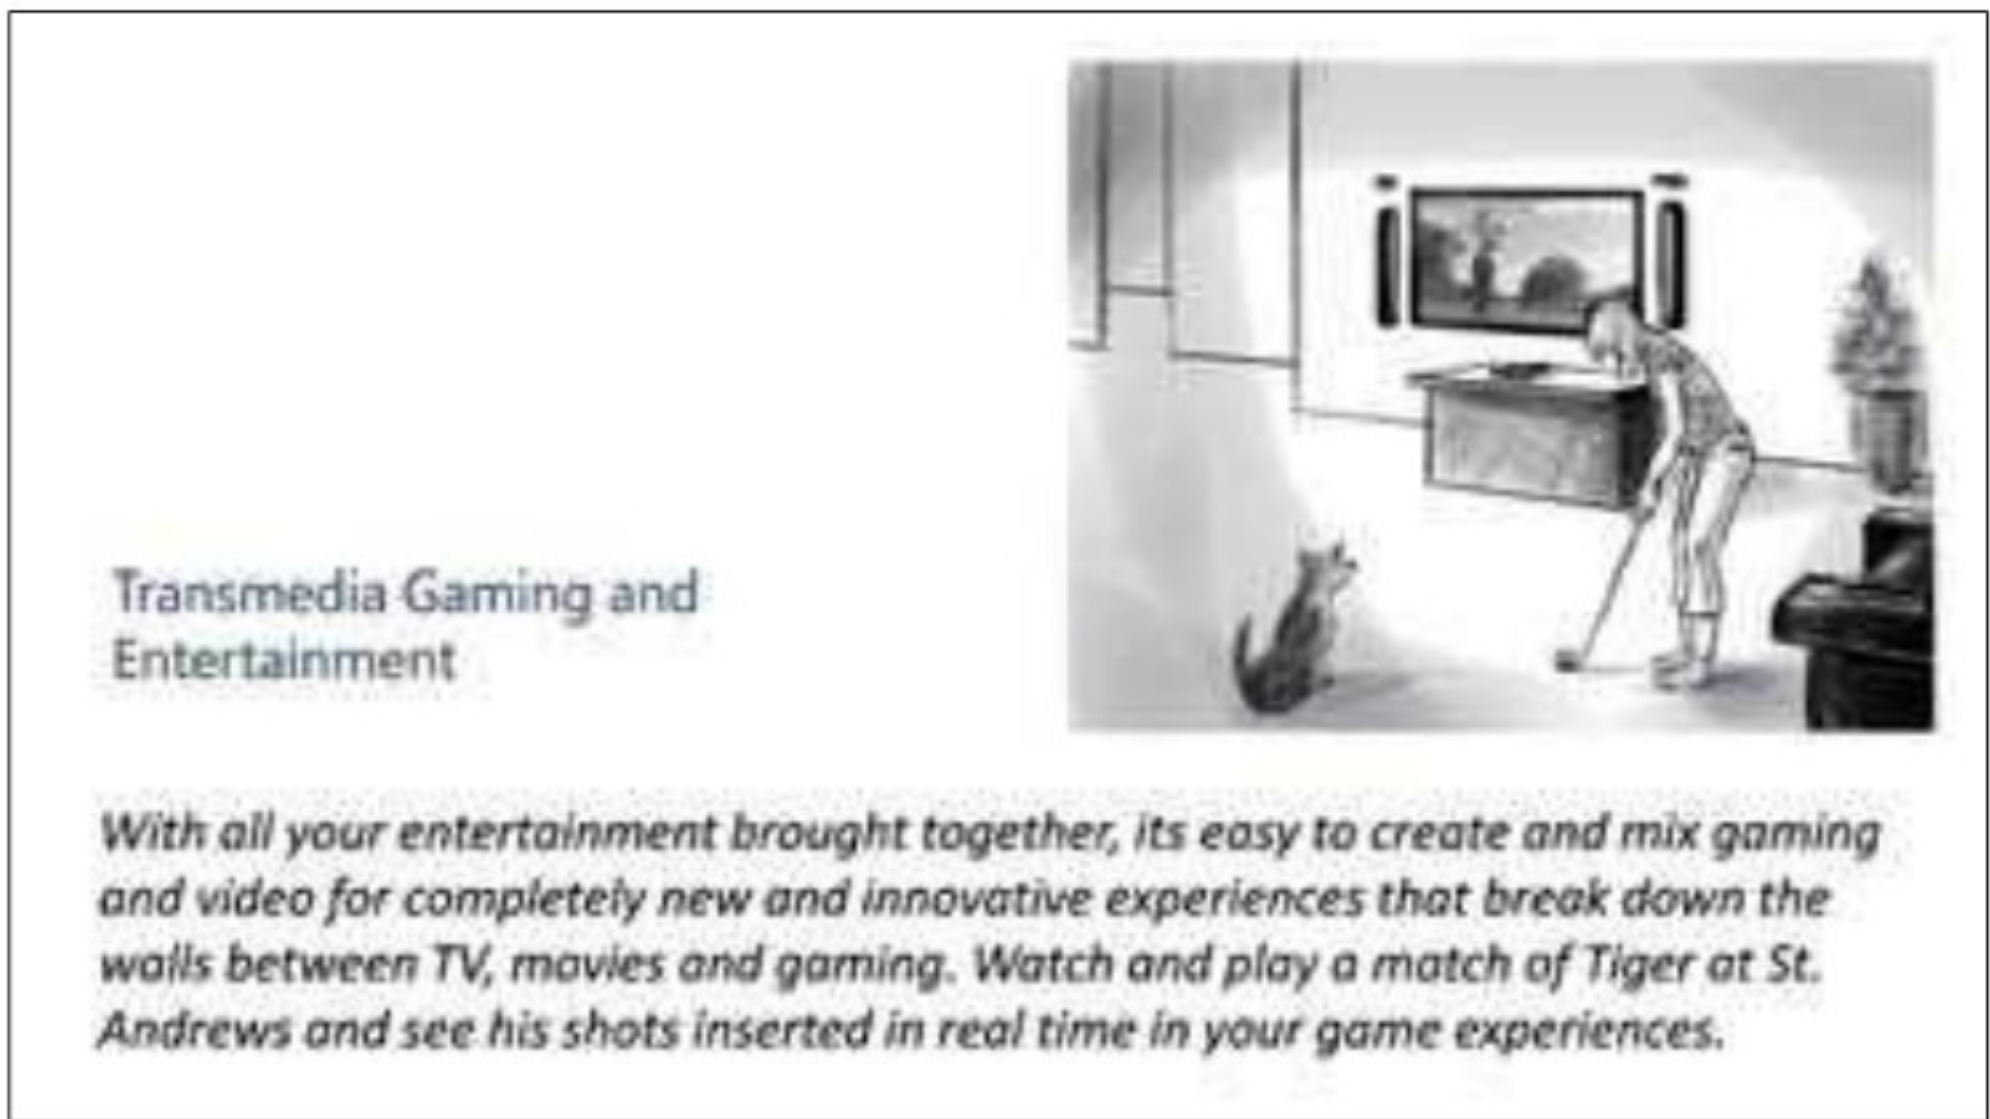 Transmedia Gaming and
Entertainment
With all your entertainment brought together, its easy to create and mix gaming
and video for completely new and innovative experiences that break down the
walls between TV, movies and gaming. Watch and play a match of Tiger at St.
Andrews and see his shots inserted in real time in your game experiences.